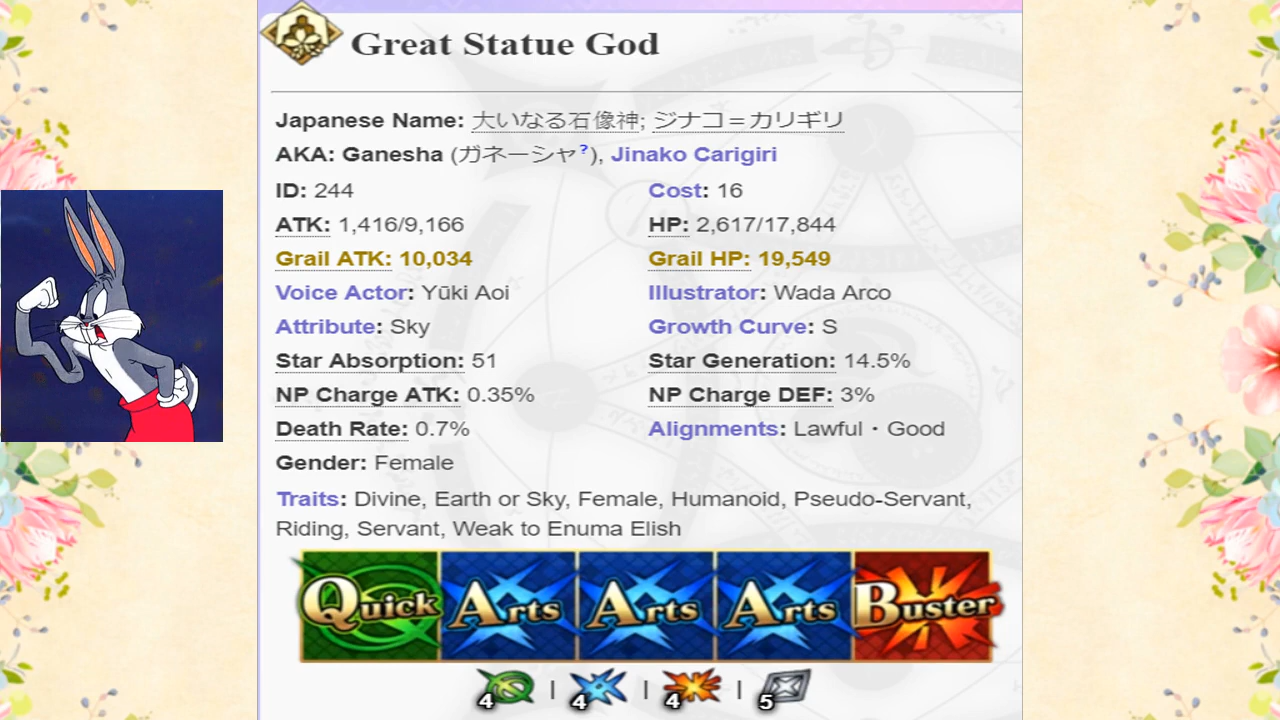 Great Statue God
Japanese Name: 大いなる石像神; ジナコ＝カリギリ
AKA: Ganesha (ガネーシャ?), Jinako Carigiri
ID: 244 Cost: 16
ATK: 1,416/9,166 HP: 2,617/17,844
Grail ATK: 10,034 Grail HP: 19,549
Voice Actor: Yūki Aoi Illustrator: Wada Arco
Attribute: Sky Growth Curve: S
Star Absorption: 51 Star Generation: 14.5%
NP Charge ATK: 0.35% NP Charge DEF: 3%
Death Rate: 0.7% Alignments: Lawful・Good
Gender: Female
Traits: Divine, Earth or Sky, Female, Humanoid, Pseudo-Servant,
Riding, Servant, Weak to Enuma Elish
Quick Arts Arts Arts Buster
4 | 4 | 4 | 5